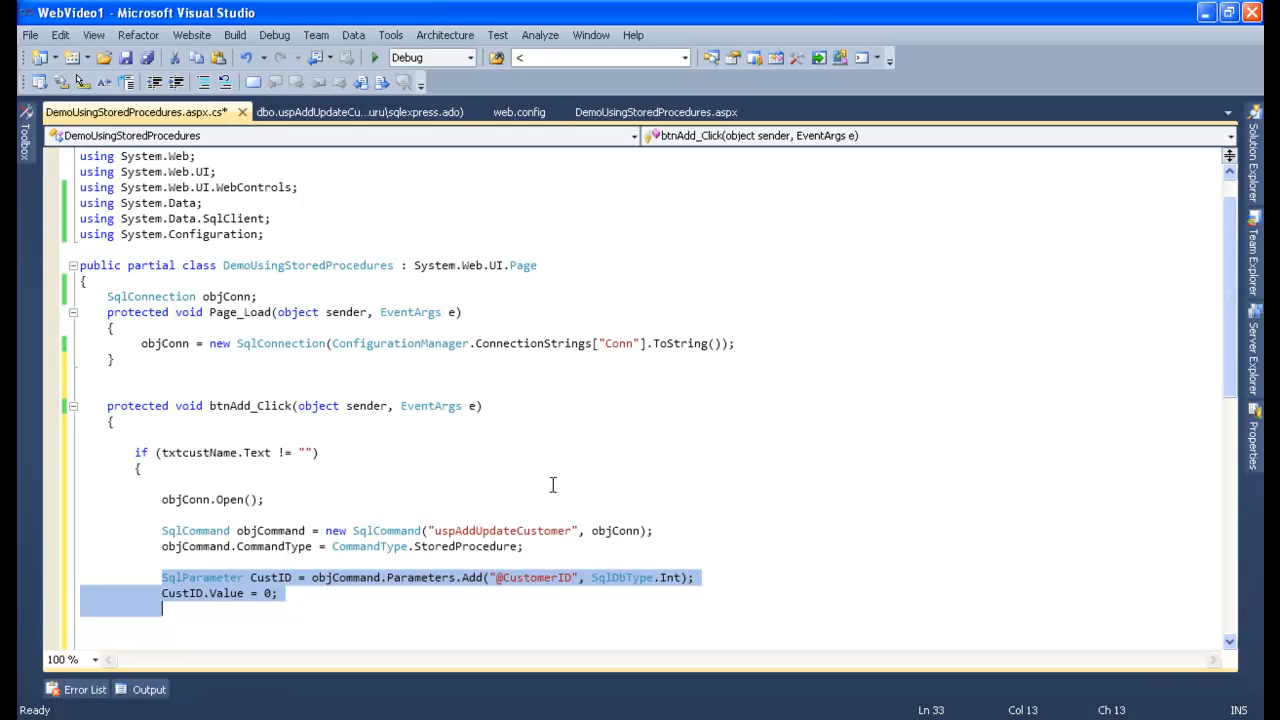 WebVideo1 - Microsoft Visual Studio
File Edit View Refactor Website Build Debug Team Data Tools Architecture Test Analyze Window Help
Debug <
DemoUsingStoredProcedures.aspx.cs* dbo.uspAddUpdateCu...uru\sqlexpress.ado) web.config DemoUsingStoredProcedures.aspx
DemoUsingStoredProcedures btnAdd_Click(object sender, EventArgs e)
Toolbox
Solution Explorer
Team Explorer
Server Explorer
Properties
using System.Web;
using System.Web.UI;
using System.Web.UI.WebControls;
using System.Data;
using System.Data.SqlClient;
using System.Configuration;
public partial class DemoUsingStoredProcedures : System.Web.UI.Page
{
SqlConnection objConn;
protected void Page_Load(object sender, EventArgs e)
{
objConn = new SqlConnection(ConfigurationManager.ConnectionStrings["Conn"].ToString());
}
protected void btnAdd_Click(object sender, EventArgs e)
{
if (txtcustName.Text != "")
{
objConn.Open();
SqlCommand objCommand = new SqlCommand("uspAddUpdateCustomer", objConn);
objCommand.CommandType = CommandType.StoredProcedure;
SqlParameter CustID = objCommand.Parameters.Add("@CustomerID", SqlDbType.Int);
CustID.Value = 0;
100 %
Error List Output
Ready Ln 33 Col 13 Ch 13 INS